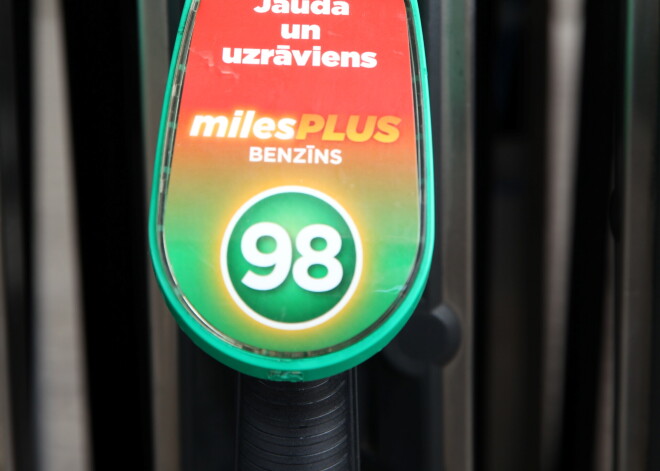 Jauda
un
uzrāviens
milesPLUS
BENZĪNS
98